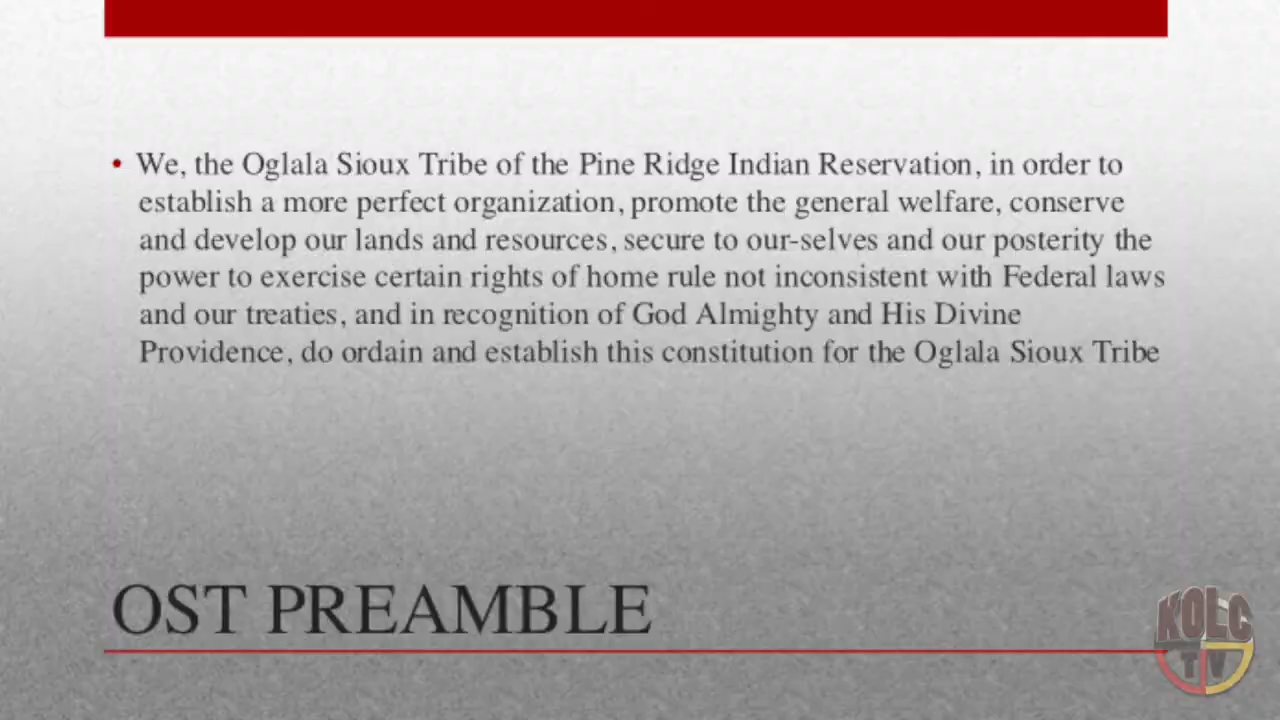 • We, the Oglala Sioux Tribe of the Pine Ridge Indian Reservation, in order to
establish a more perfect organization, promote the general welfare, conserve
and develop our lands and resources, secure to our-selves and our posterity the
power to exercise certain rights of home rule not inconsistent with Federal laws
and our treaties, and in recognition of God Almighty and His Divine
Providence, do ordain and establish this constitution for the Oglala Sioux Tribe
OST PREAMBLE
KOLC
TV